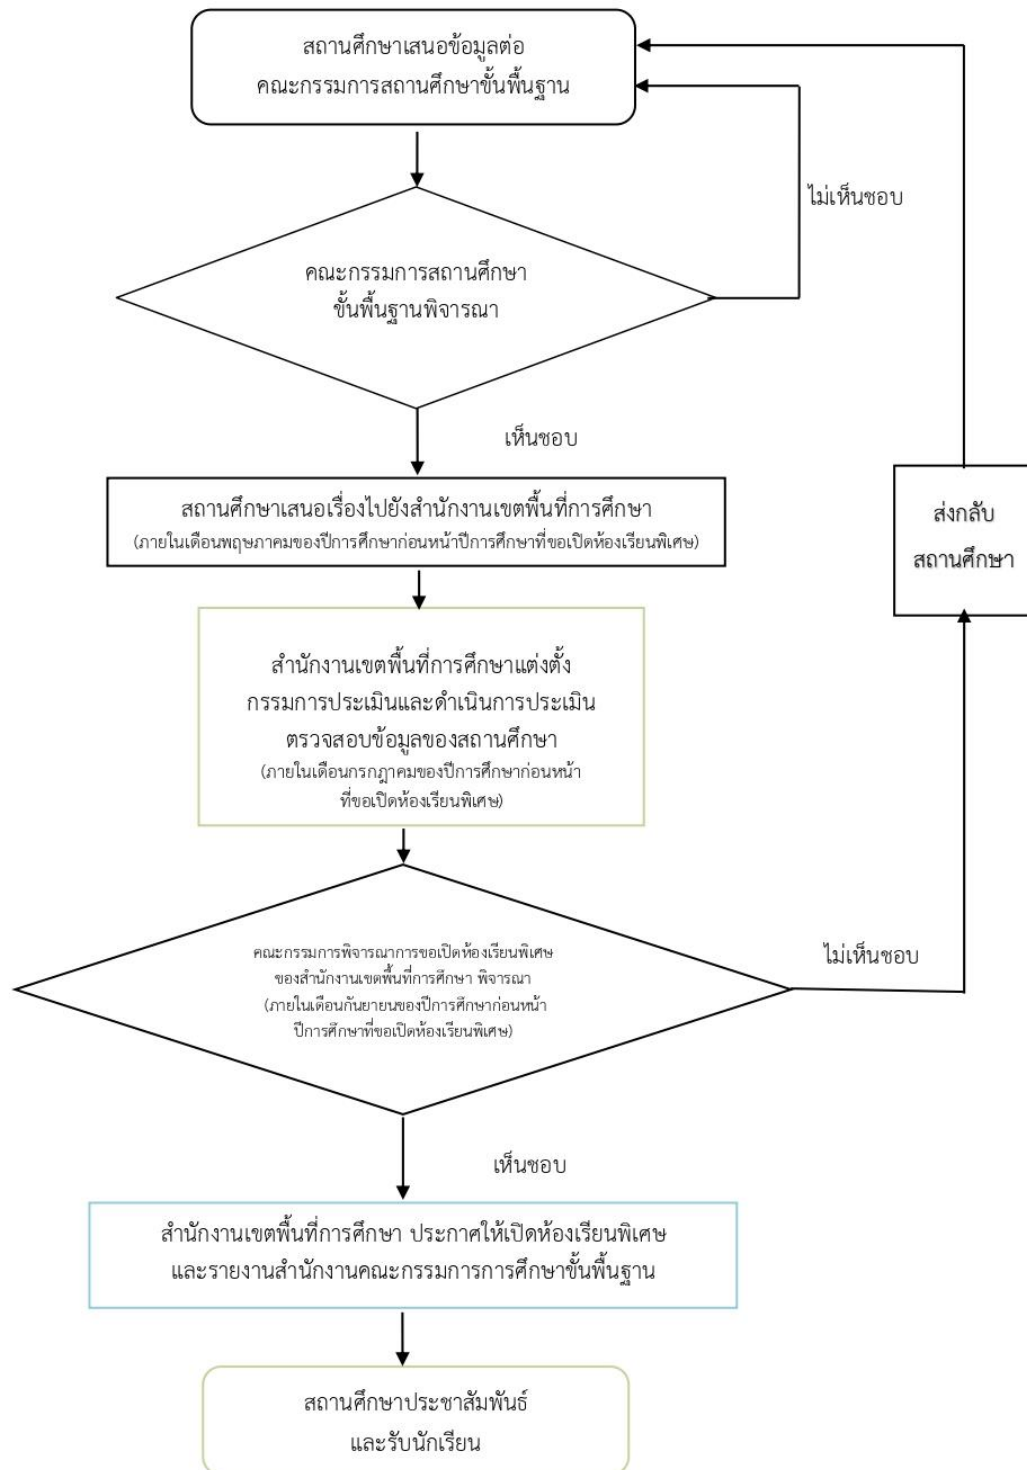 สถานศึกษาเสนอข้อมูลต่อ
คณะกรรมการสถานศึกษาขั้นพื้นฐาน
ไม่เห็นชอบ
คณะกรรมการสถานศึกษา
ขั้นพื้นฐานพิจารณา
เห็นชอบ
สถานศึกษาเสนอเรื่องไปยังสำนักงานเขตพื้นที่การศึกษา
(ภายในเดือนพฤษภาคมของปีการศึกษาก่อนหน้าปีการศึกษาที่ขอเปิดห้องเรียนพิเศษ)
ส่งกลับ
สถานศึกษา
สำนักงานเขตพื้นที่การศึกษาแต่งตั้ง
กรรมการประเมินและดำเนินการประเมิน
ตรวจสอบข้อมูลของสถานศึกษา
(ภายในเดือนกรกฎาคมของปีการศึกษาก่อนหน้า
ที่ขอเปิดห้องเรียนพิเศษ)
คณะกรรมการพิจารณาการขอเปิดห้องเรียนพิเศษ
ของสำนักงานเขตพื้นที่การศึกษา พิจารณา
(ภายในเดือนกันยายนของปีการศึกษาก่อนหน้า
ปีการศึกษาที่ขอเปิดห้องเรียนพิเศษ)
ไม่เห็นชอบ
เห็นชอบ
สำนักงานเขตพื้นที่การศึกษา ประกาศให้เปิดห้องเรียนพิเศษ
และรายงานสำนักงานคณะกรรมการการศึกษาขั้นพื้นฐาน
สถานศึกษาประชาสัมพันธ์
และรับนักเรียน